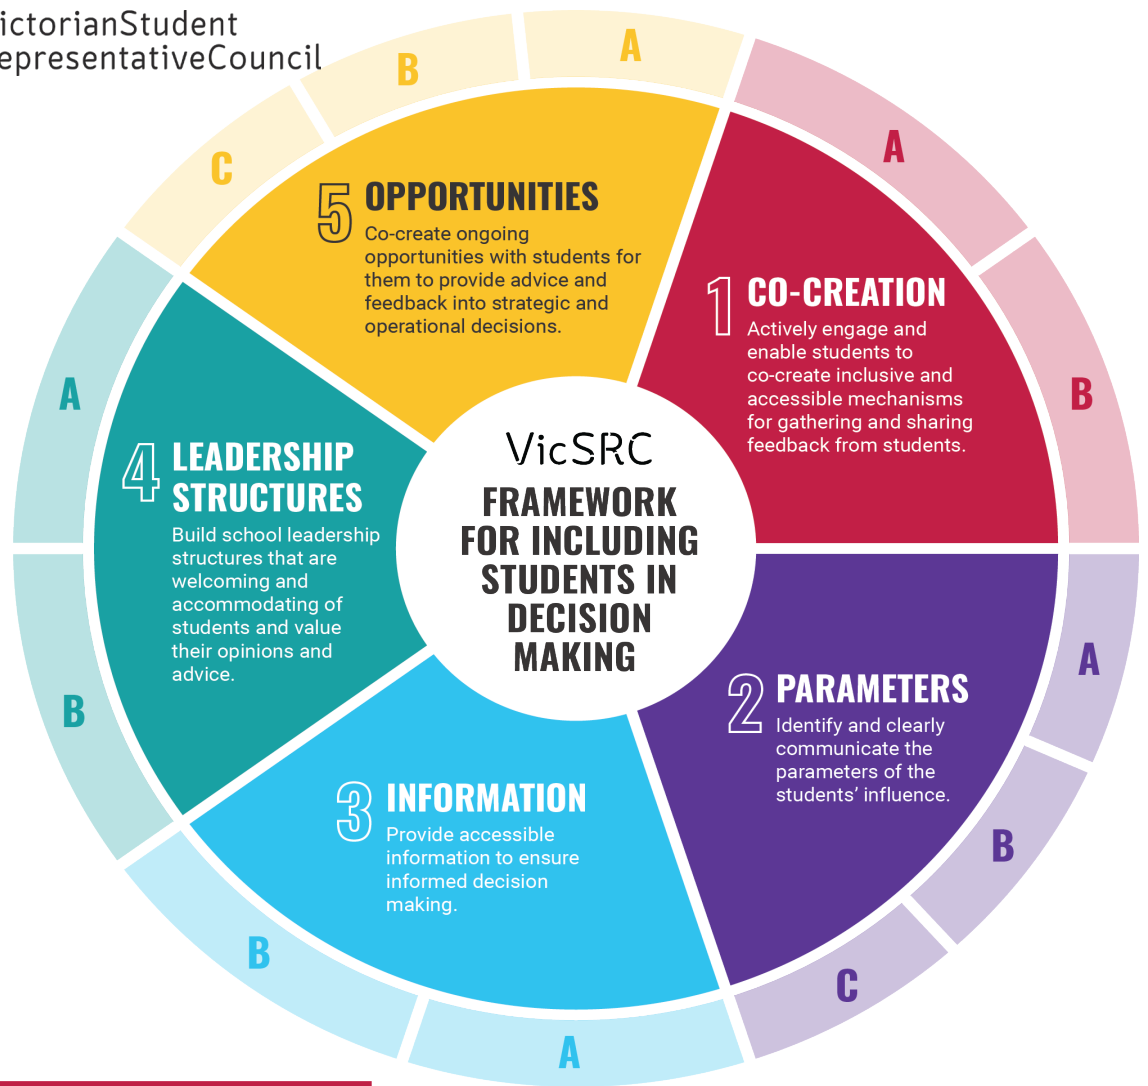 ictorianStudent
epresentativeCouncil
B
A
C
A
5
OPPORTUNITIES
Co-create ongoing
opportunities with students for
them to provide advice and
feedback into strategic and
operational decisions.
1
CO-CREATION
Actively engage and
enable students to
co-create inclusive and
accessible mechanisms
for gathering and sharing
feedback from students.
A
B
4
LEADERSHIP
STRUCTURES
Build school leadership
structures that are
welcoming and
accommodating of
students and value
their opinions and
advice.
VicSRC
FRAMEWORK
FOR INCLUDING
STUDENTS IN
DECISION
MAKING
2
PARAMETERS
Identify and clearly
communicate the
parameters of the
students’ influence.
A
B
B
3
INFORMATION
Provide accessible
information to ensure
informed decision
making.
B
C
A